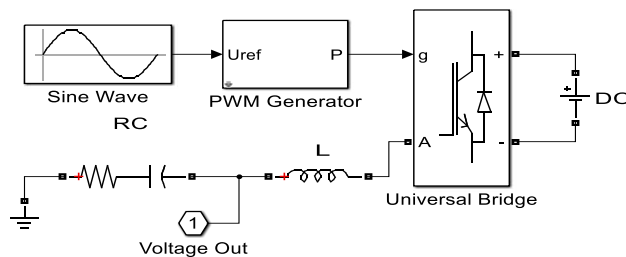 Uref
P
g
+
-
A
+
Sine Wave
PWM Generator
DC
RC
L
Universal Bridge
1
Voltage Out